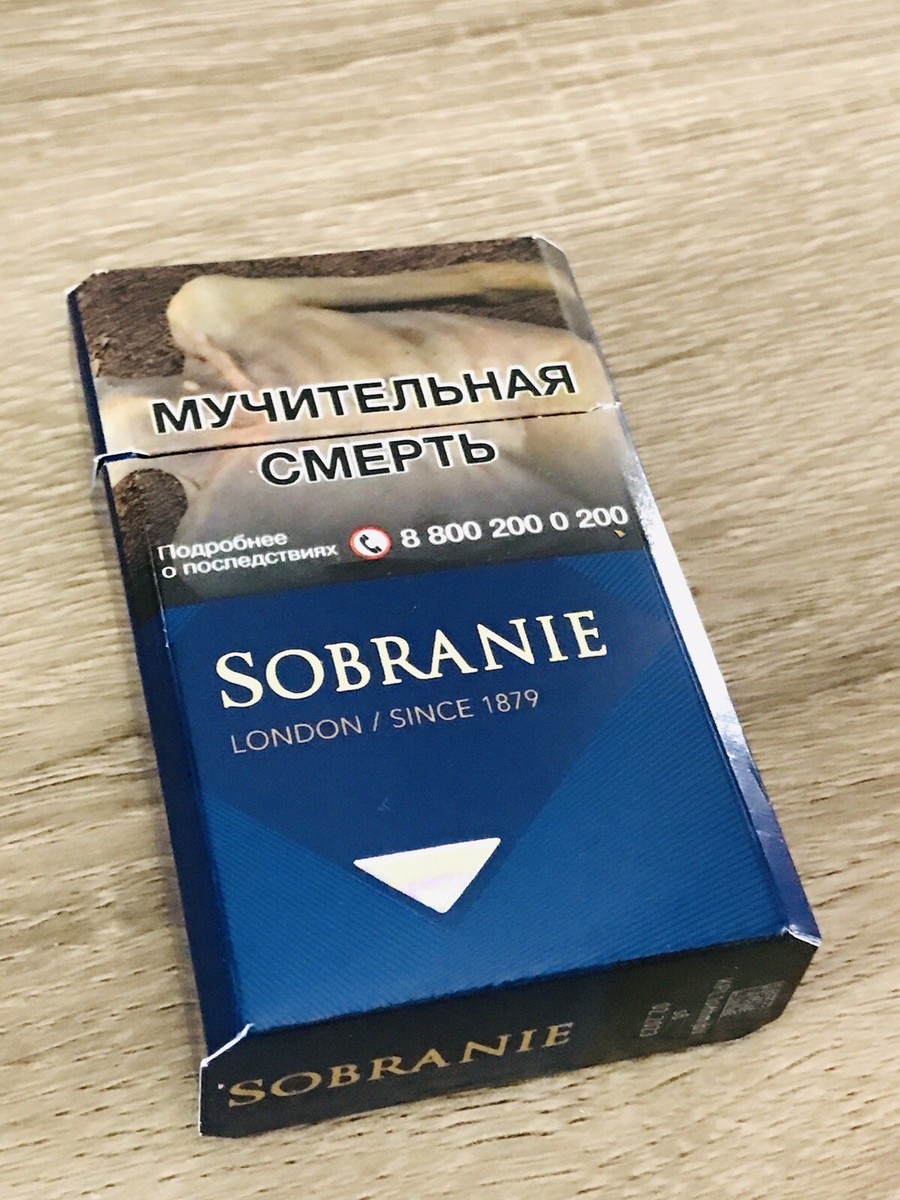 МУЧИТЕЛЬНАЯ
СМЕРТЬ
Подробнее
о последствиях
8 800 200 0 200
SOBRANIE
LONDON / SINCE 1879
SOBRANIE